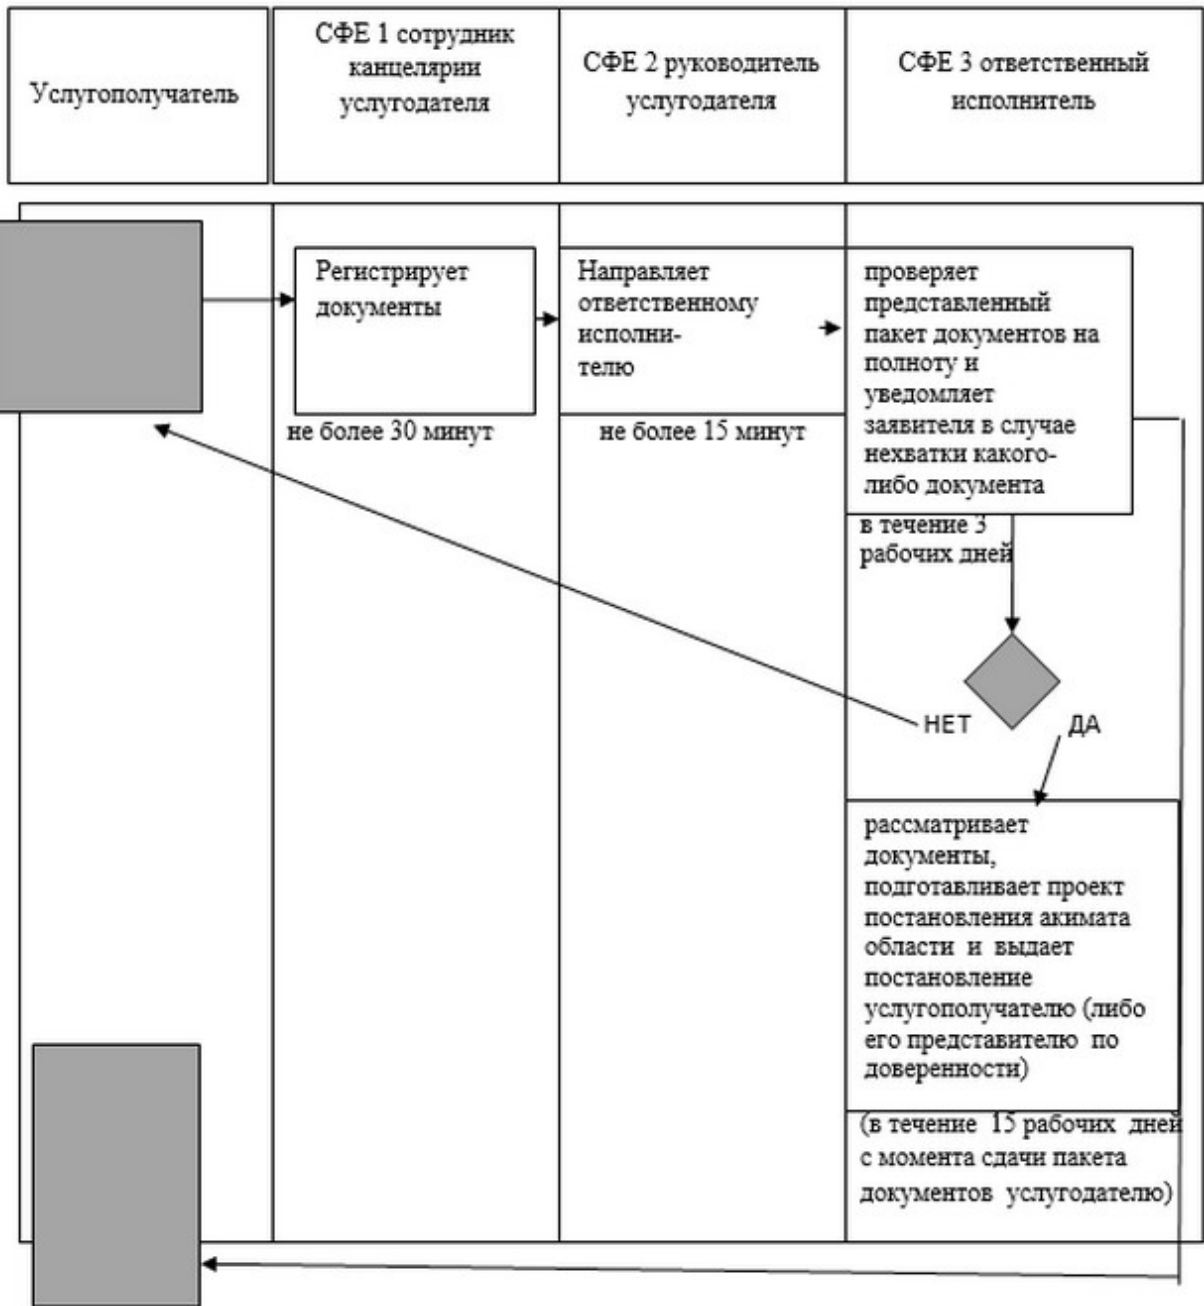 Услугополучатель
СФЕ 1 сотрудник
канцелярии
услугодателя
СФЕ 2 руководитель
услугодателя
СФЕ 3 ответственный
исполнитель
Регистрирует
документы
не более 30 минут
Направляет
ответственному
исполни-
телю
не более 15 минут
проверяет
представленный
пакет документов на
полноту и
уведомляет
заявителя в случае
нехватки какого-
либо документа
в течение 3
рабочих дней
НЕТ
ДА
рассматривает
документы,
подготавливает проект
постановления акимата
области и выдает
постановление
услугополучателю (либо
его представителю по
доверенности)
(в течение 15 рабочих дней
с момента сдачи пакета
документов услугодателю)